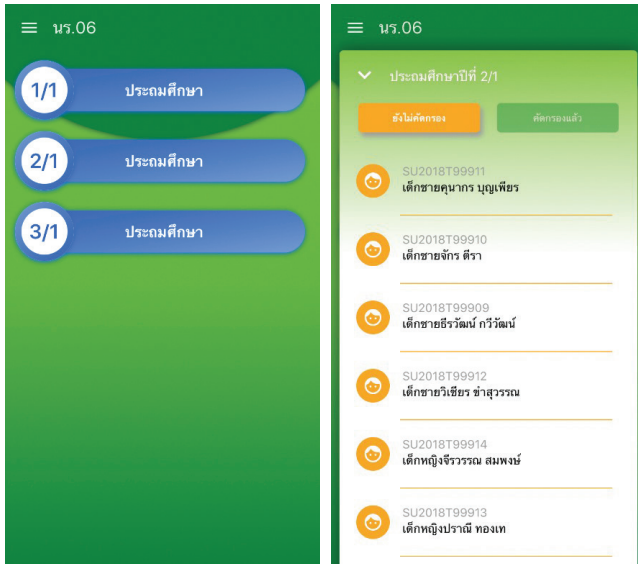 นร.06
1/1
ประถมศึกษา
2/1
ประถมศึกษา
3/1
ประถมศึกษา
นร.06
ประถมศึกษาปีที่ 2/1
ยังไม่คัดกรอง
คัดกรองแล้ว
SU2018T99911
เด็กชายคุนากร บุญเพียร
SU2018T99910
เด็กชายจักร ตีรา
SU2018T99909
เด็กชายธีรวัฒน์ กวีวัฒน์
SU2018T99912
เด็กชายวิเชียร ขำสุวรรณ
SU2018T99914
เด็กหญิงจีรวรรณ สมพงษ์
SU2018T99913
เด็กหญิงปราณี ทองเท